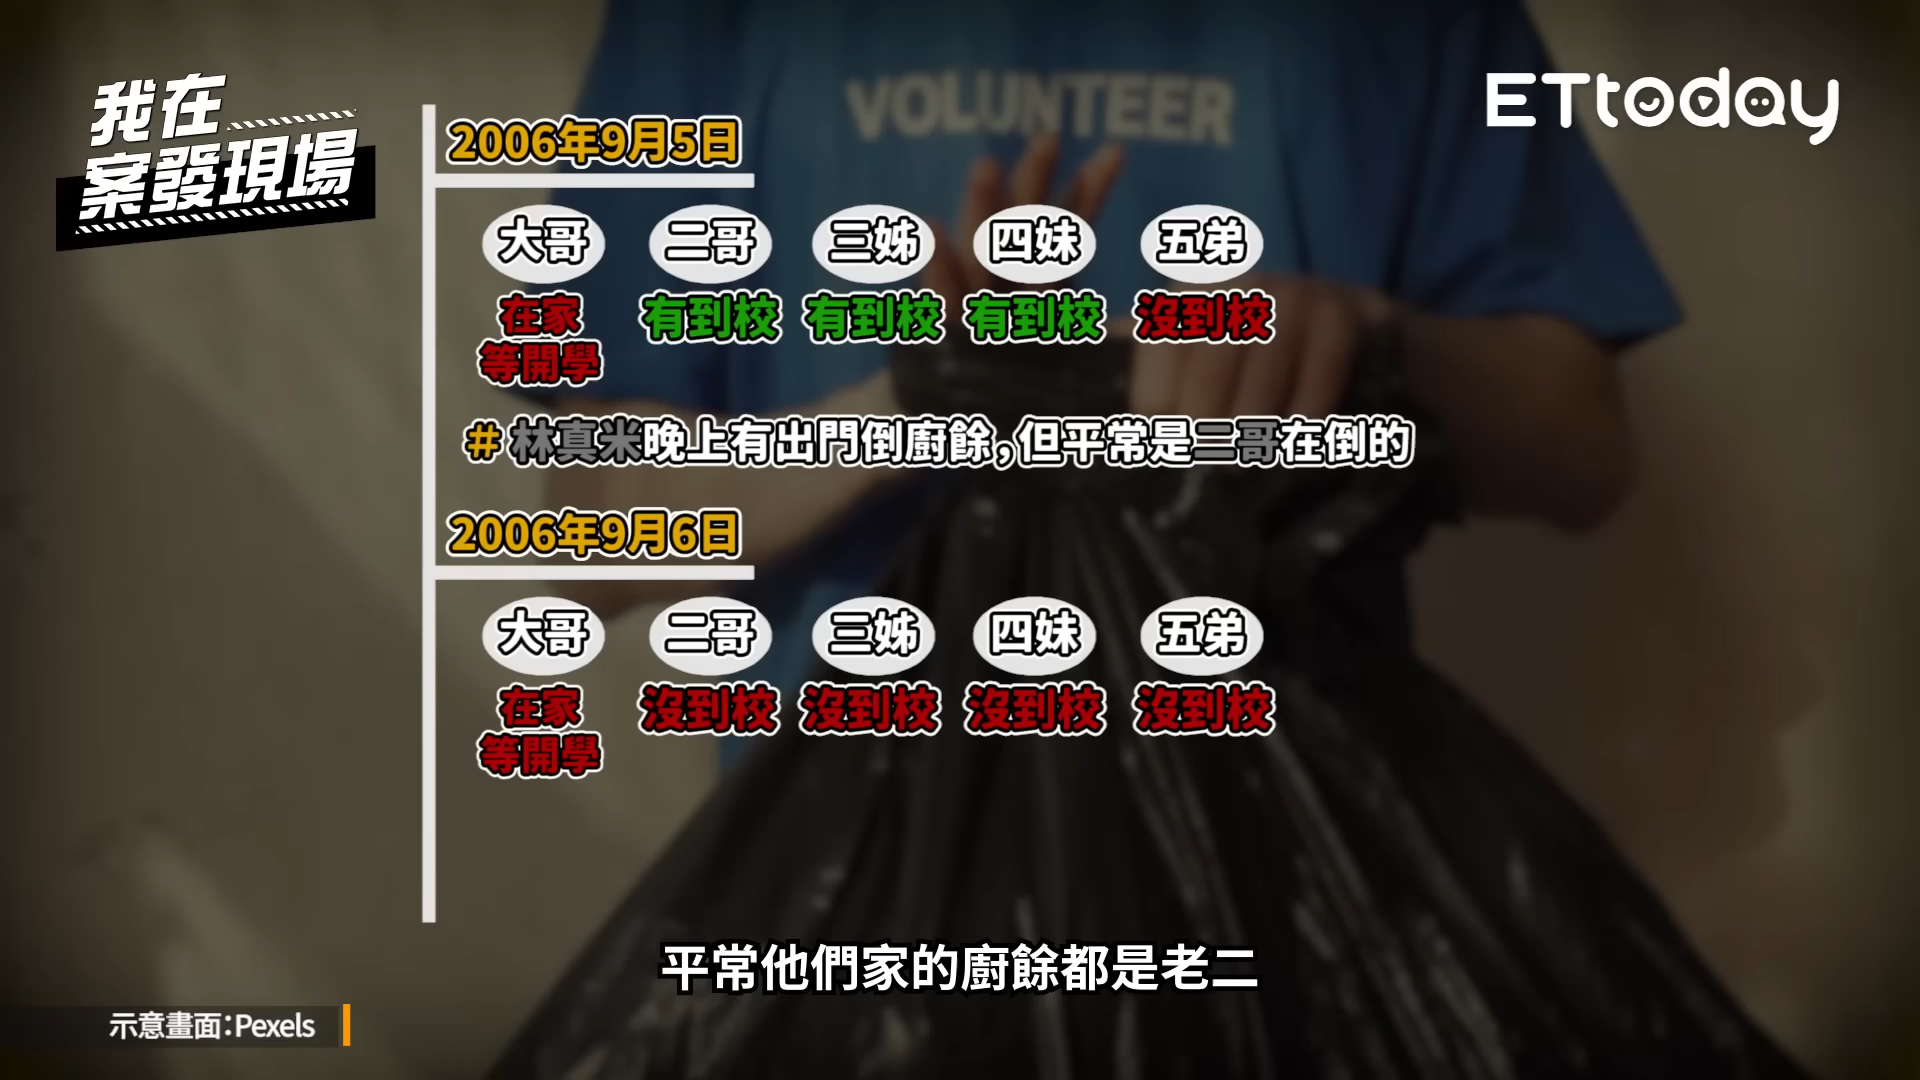 我在
案發現場
ETtoday
VOLUNTEER
2006年9月5日
大哥 二哥 三姊 四妹 五弟
在家 有到校 有到校 有到校 沒到校
等開學
# 林真米晚上有出門倒廚餘,但平常是二哥在倒的
2006年9月6日
大哥 二哥 三姊 四妹 五弟
在家 沒到校 沒到校 沒到校 沒到校
等開學
平常他們家的廚餘都是老二
示意畫面:Pexels